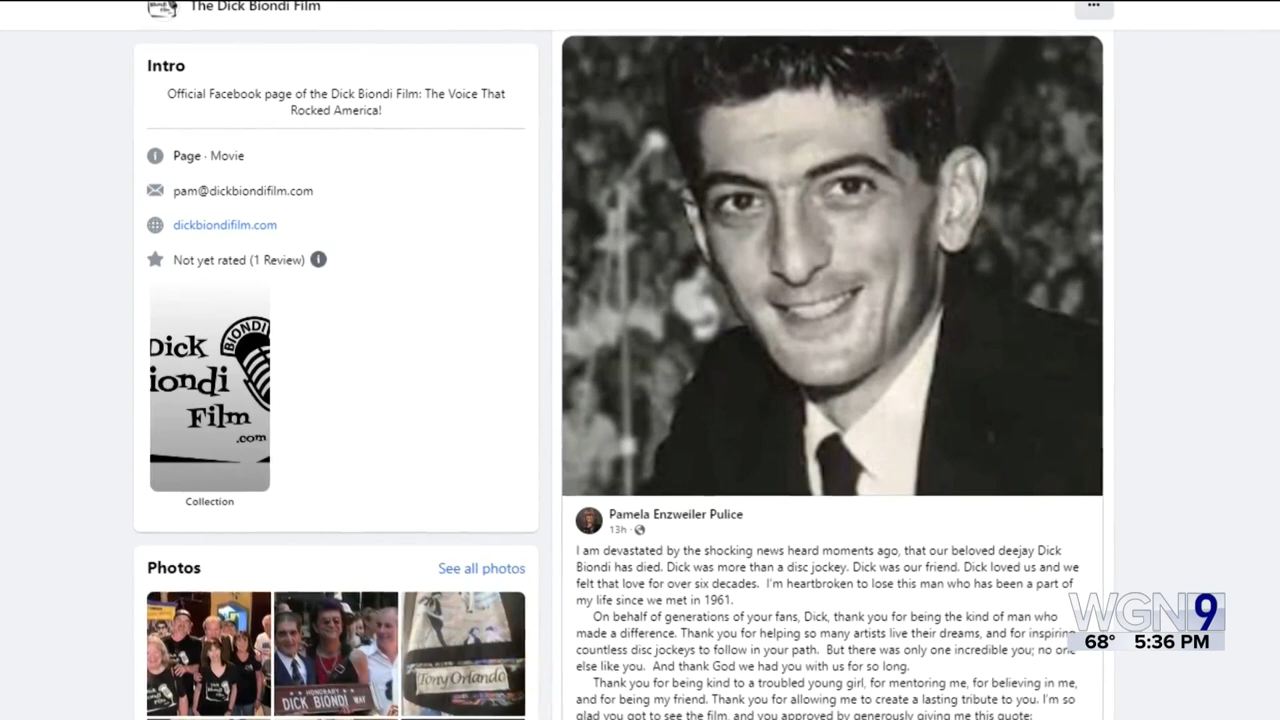 The Dick Biondi Film
...
Intro
Official Facebook page of the Dick Biondi Film: The Voice That
Rocked America!
Page · Movie
pam@dickbiondifilm.com
dickbiondifilm.com
Not yet rated (1 Review)
BIONDI
Dick
iondi
Film
.com
Collection
Photos
See all photos
HONORARY
DICK BIONDI WAY
Tony Orlando
Pamela Enzweiler Pulice
13h ·
I am devastated by the shocking news heard moments ago, that our beloved deejay Dick
Biondi has died. Dick was more than a disc jockey. Dick was our friend. Dick loved us and we
felt that love for over six decades. I'm heartbroken to lose this man who has been a part of
my life since we met in 1961.
On behalf of generations of your fans, Dick, thank you for being the kind of man who
made a difference. Thank you for helping so many artists live their dreams, and for inspiring
countless disc jockeys to follow in your path. But there was only one incredible you; no one
else like you. And thank God we had you with us for so long.
Thank you for being kind to a troubled young girl, for mentoring me, for believing in me,
and for being my friend. Thank you for allowing me to create a lasting tribute to you. I'm so
glad you got to see the film, and you approved by generously giving me this quote:
WGN9
68° 5:36 PM